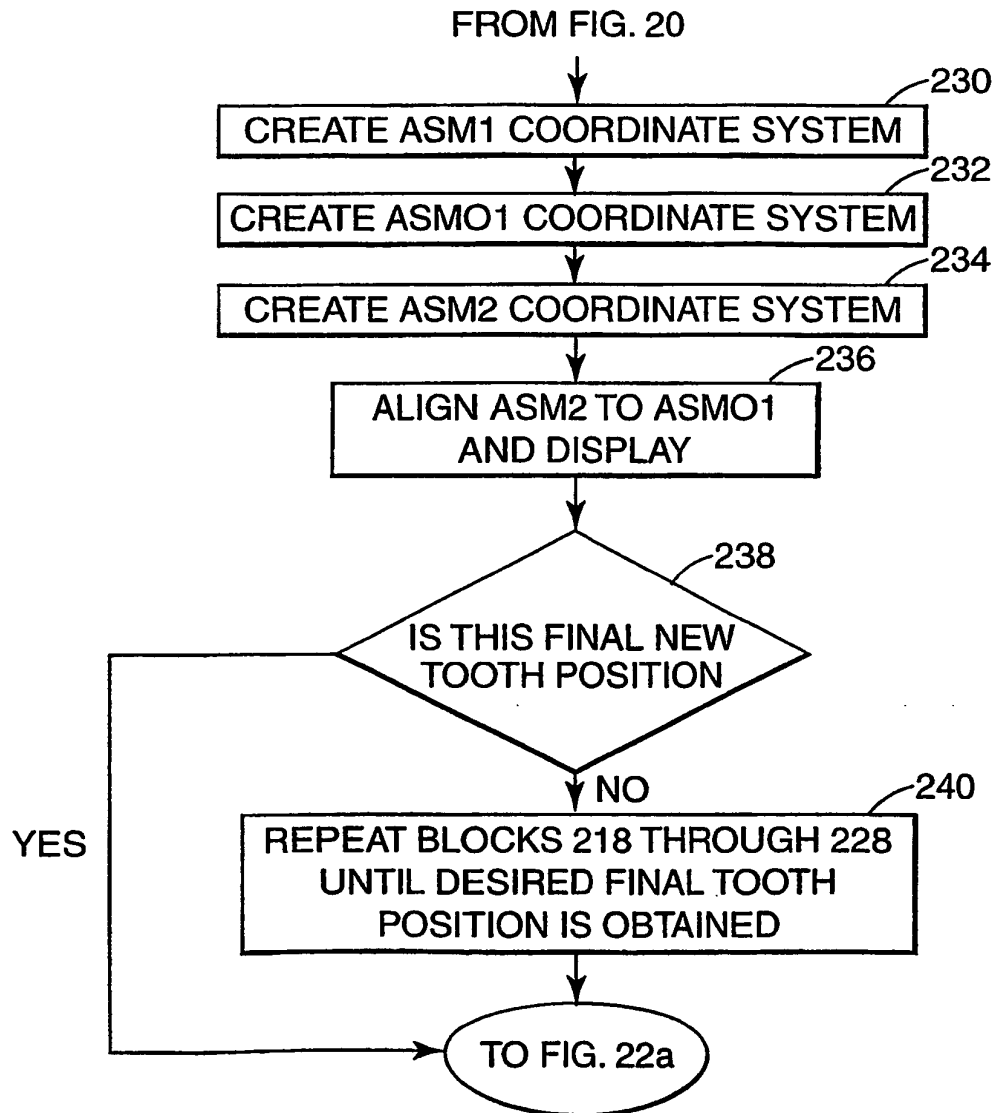 FROM FIG. 20
230
CREATE ASM1 COORDINATE SYSTEM
232
CREATE ASMO1 COORDINATE SYSTEM
234
CREATE ASM2 COORDINATE SYSTEM
236
ALIGN ASM2 TO ASMO1
AND DISPLAY
238
IS THIS FINAL NEW
TOOTH POSITION
NO
240
YES
REPEAT BLOCKS 218 THROUGH 228
UNTIL DESIRED FINAL TOOTH
POSITION IS OBTAINED
TO FIG. 22a